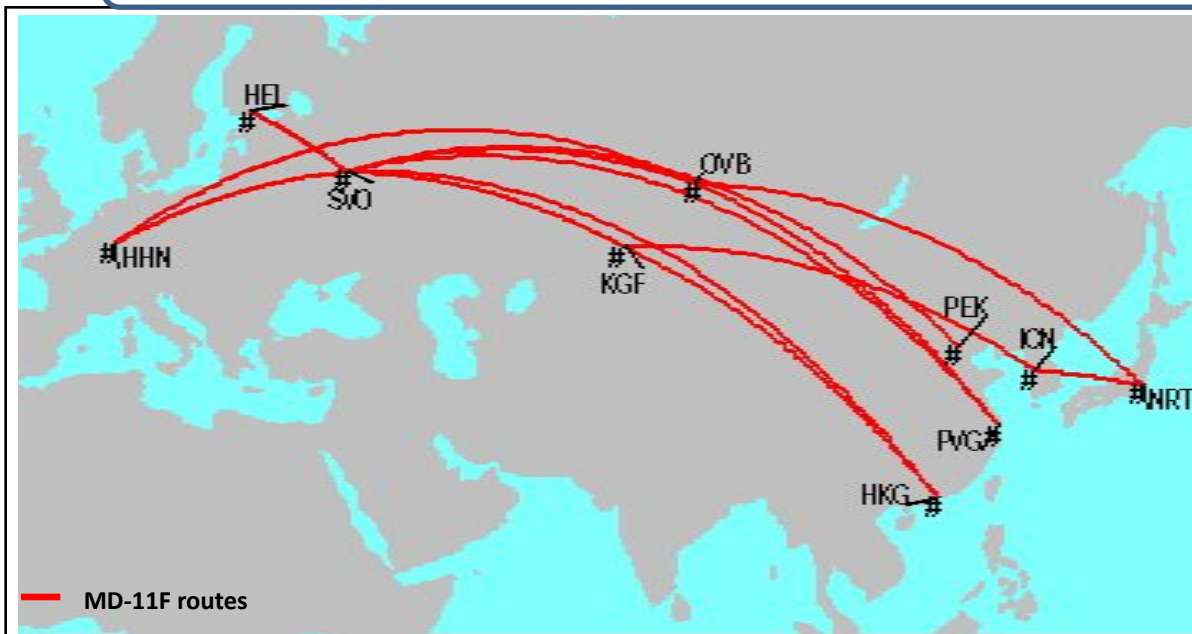 HEL
OVB
SVO
HHN
KGF
PEK
ICN
NRT
PVG
HKG
MD-11F routes